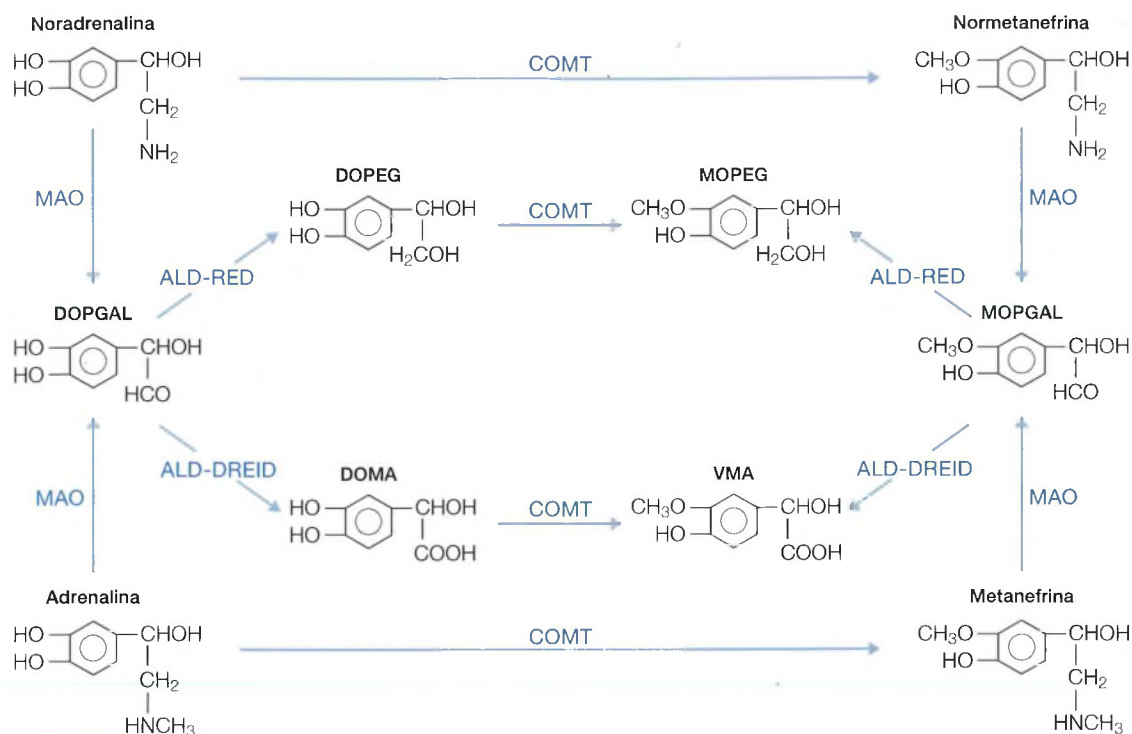 Noradrenalina
HO
HO
CHOH
CH₂
NH₂
COMT
Normetanefrina
CH₃O
HO
CHOH
CH₂
NH₂
MAO
DOPEG
HO
HO
CHOH
H₂COH
COMT
MOPEG
CH₃O
HO
CHOH
H₂COH
MAO
ALD-RED
ALD-RED
DOPGAL
HO
HO
CHOH
HCO
MOPGAL
CH₃O
HO
CHOH
HCO
ALD-DREID
ALD-DREID
MAO
DOMA
HO
HO
CHOH
COOH
COMT
VMA
CH₃O
HO
CHOH
COOH
MAO
Adrenalina
HO
HO
CHOH
CH₂
HNCH₃
COMT
Metanefrina
CH₃O
HO
CHOH
CH₂
HNCH₃